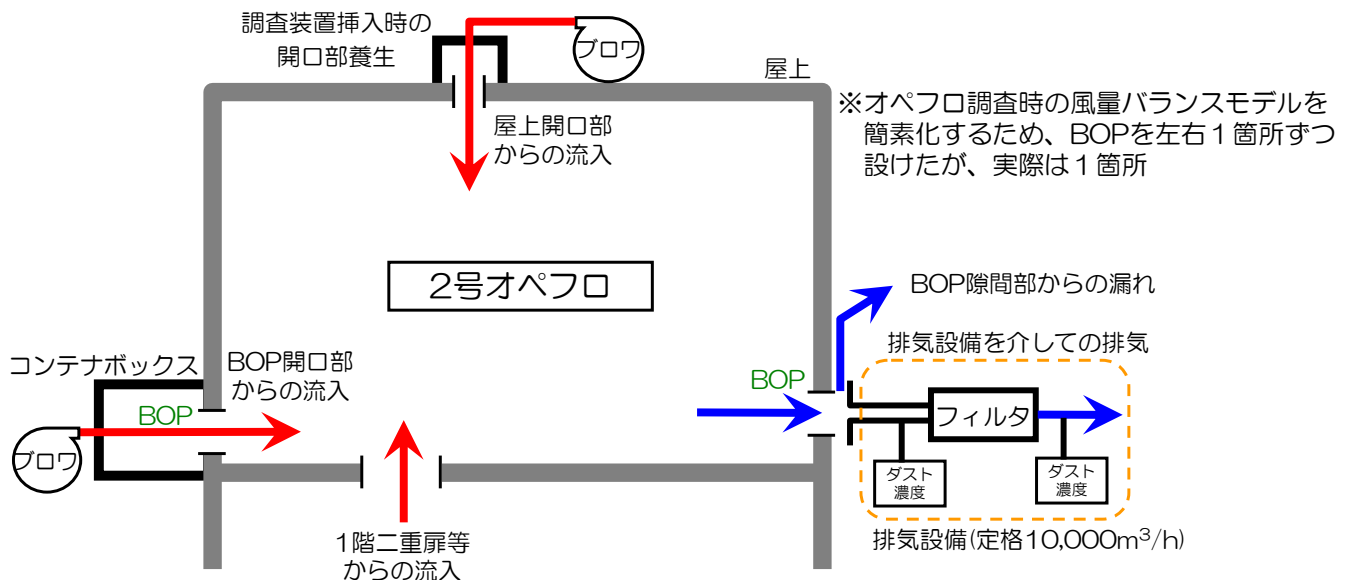 調査装置挿入時の
開口部養生
ブロワ
屋上
※オペフロ調査時の風量バランスモデルを
簡素化するため、BOPを左右１箇所ずつ
設けたが、実際は１箇所
屋上開口部
からの流入
2号オペフロ
BOP隙間部からの漏れ
排気設備を介しての排気
コンテナボックス
BOP開口部
からの流入
BOP
BOP
フィルタ
ブロワ
ダスト
濃度
ダスト
濃度
1階二重扉等
からの流入
排気設備(定格10,000m³/h)